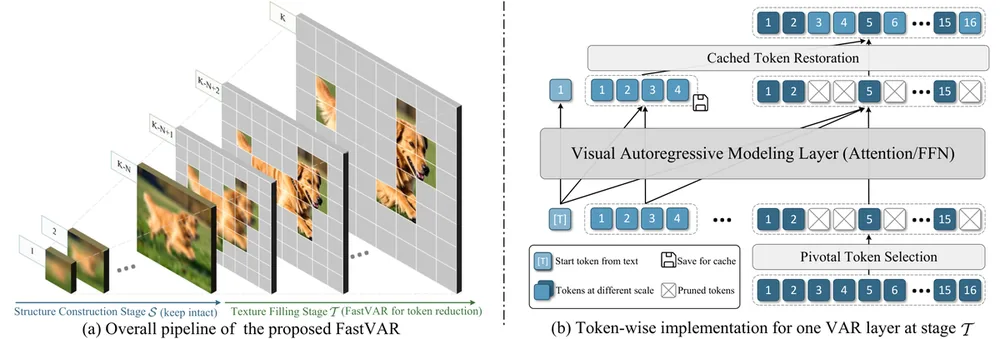 K
K-N+2
K-N+1
K-N
2
1
Structure Construction Stage 𝒮 (keep intact)
Texture Filling Stage 𝒯 (FastVAR for token reduction)
(a) Overall pipeline of the proposed FastVAR
1 2 3 4 5 6 ••• 15 16
Cached Token Restoration
1 1 2 3 4 1 2 5 ••• 15
Visual Autoregressive Modeling Layer (Attention/FFN)
[T] 1 2 3 4 ••• 1 2 5 ••• 15
Pivotal Token Selection
1 2 3 4 5 6 ••• 15 16
[T] Start token from text
Save for cache
Tokens at different scale
Pruned tokens
(b) Token-wise implementation for one VAR layer at stage 𝒯